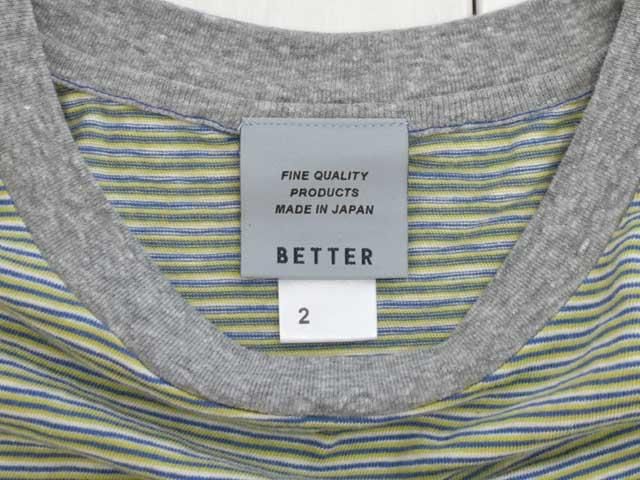 FINE QUALITY
PRODUCTS
MADE IN JAPAN
BETTER
2